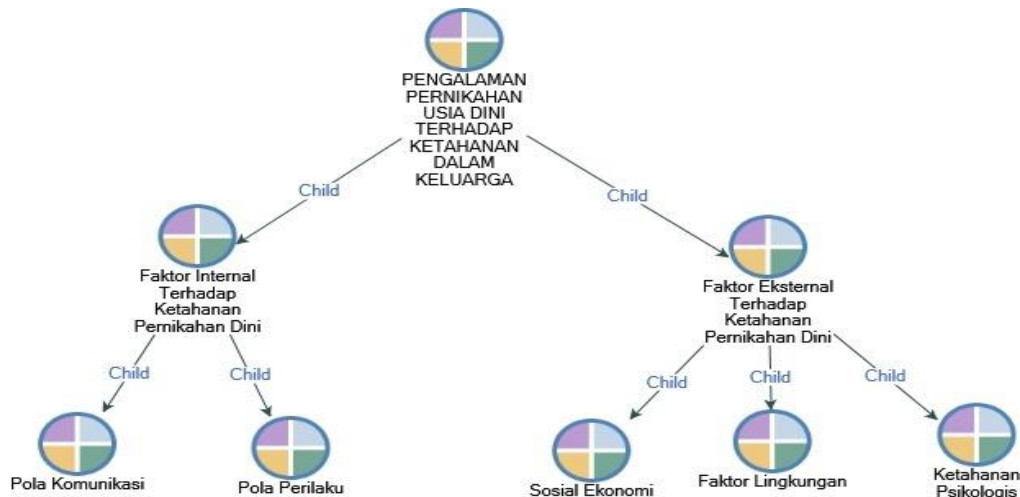 PENGALAMAN
PERNIKAHAN
USIA DINI
TERHADAP
KETAHANAN
DALAM
KELUARGA
Child
Child
Faktor Internal
Terhadap
Ketahanan
Pernikahan Dini
Faktor Eksternal
Terhadap
Ketahanan
Pernikahan Dini
Child
Child
Child
Child
Child
Pola Komunikasi
Pola Perilaku
Sosial Ekonomi
Faktor Lingkungan
Ketahanan
Psikologis